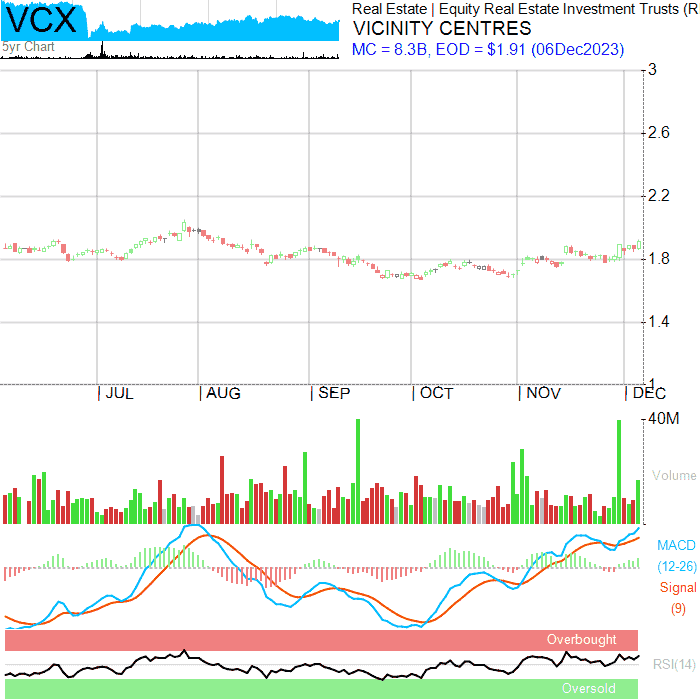 VCX
5yr Chart
Real Estate | Equity Real Estate Investment Trusts (R
VICINITY CENTRES
MC = 8.3B, EOD = $1.91 (06Dec2023)
3
2.6
2.2
1.8
1.4
1
JUL AUG SEP OCT NOV DEC
40M
Volume
MACD
(12-26)
Signal
(9)
Overbought
RSI(14)
Oversold